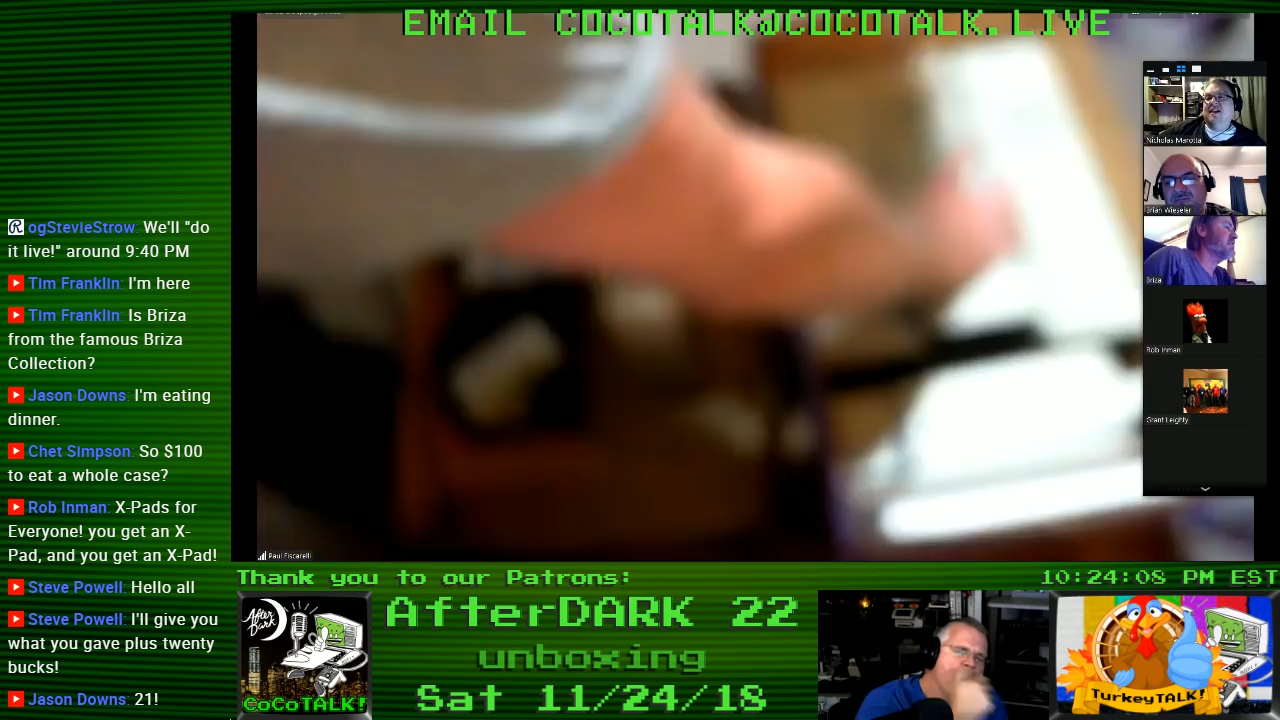 EMAIL COCOTALK@COCOTALK.LIVE
ogStevieStrow: We'll "do
it live!" around 9:40 PM
Tim Franklin: I'm here
Tim Franklin: Is Briza
from the famous Briza
Collection?
Jason Downs: I'm eating
dinner.
Chet Simpson: So $100
to eat a whole case?
Rob Inman: X-Pads for
Everyone! you get an X-
Pad, and you get an X-Pad!
Steve Powell: Hello all
Steve Powell: I'll give you
what you gave plus twenty
bucks!
Jason Downs: 21!
Nicholas Marotta
Brian Wieseler
Briza
Rob Inman
Grant Leighty
Paul Fiscarelli
Thank you to our Patrons:
10:24:08 PM EST
After
Dark
CoCoTALK!
AfterDARK 22
unboxing
Sat 11/24/18
TurkeyTALK!